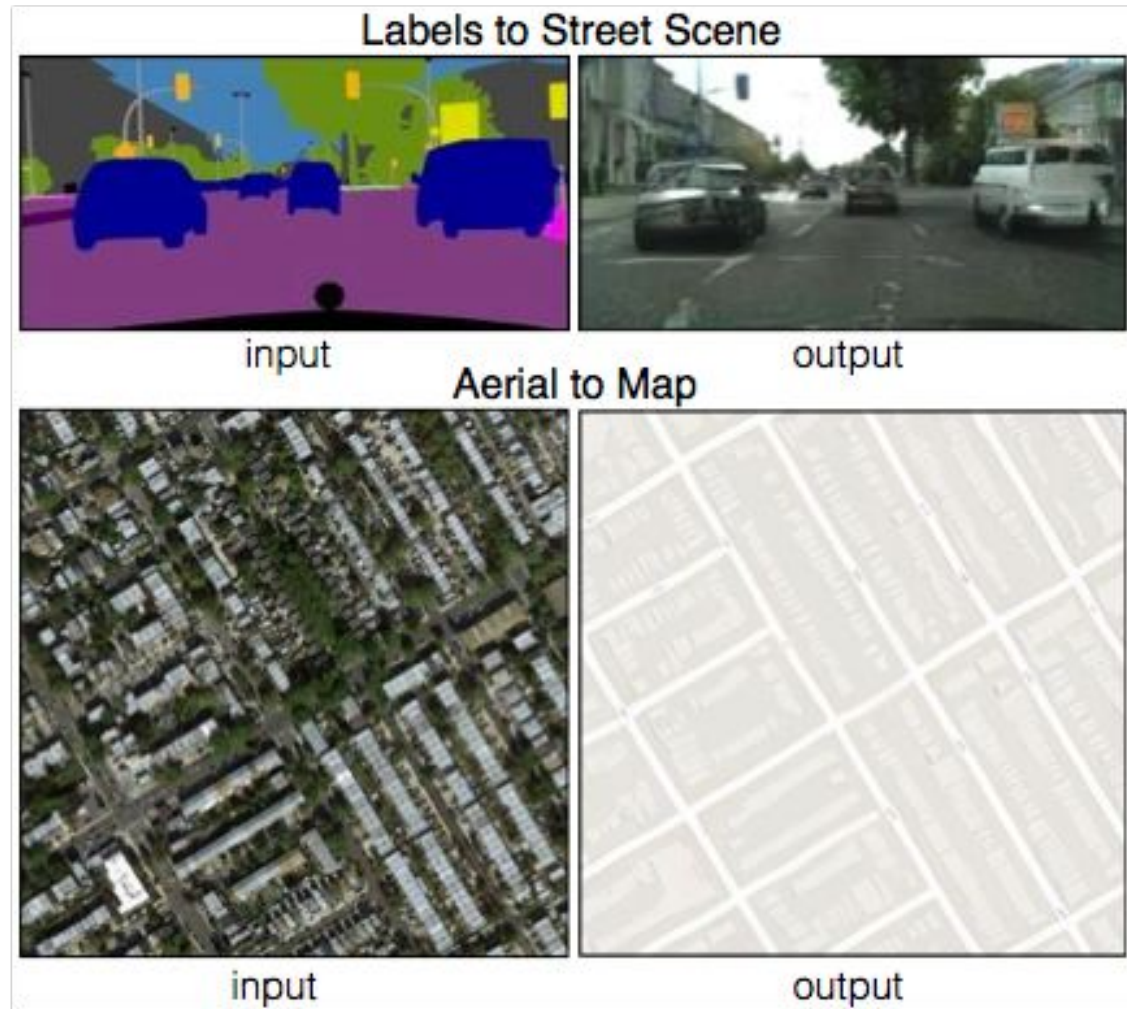 Labels to Street Scene
input
output
Aerial to Map
input
output